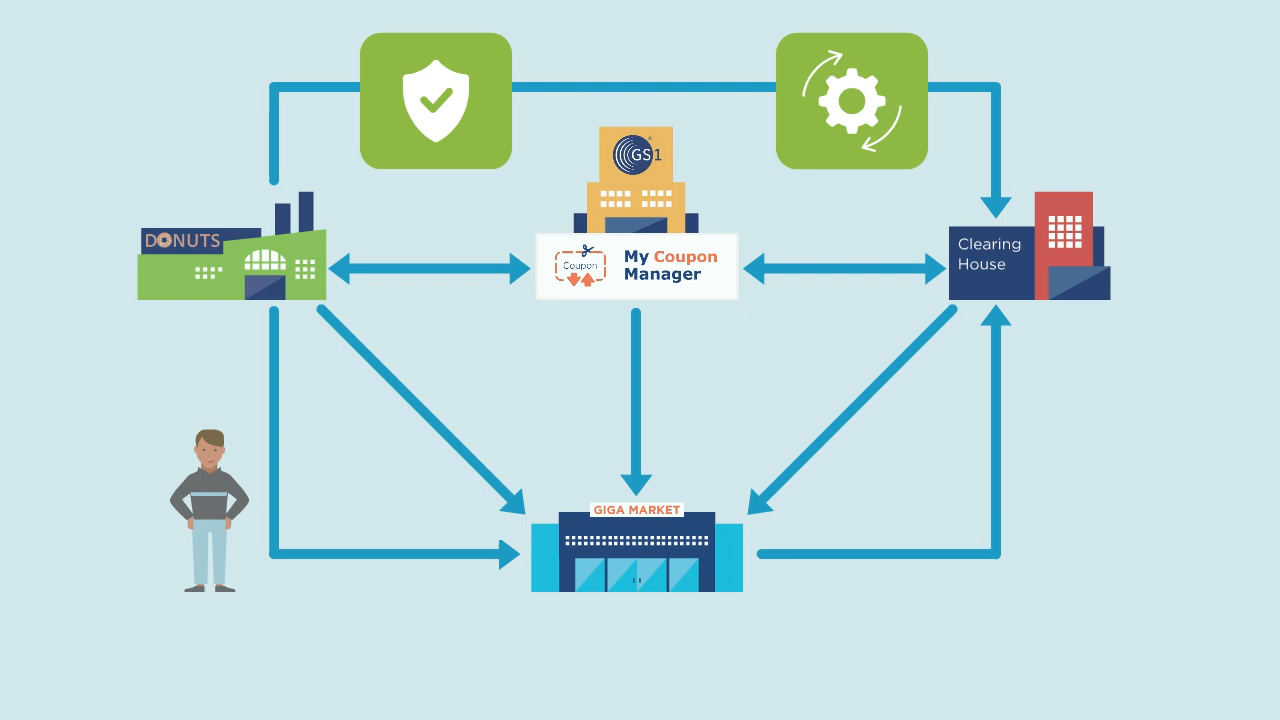 GS1
DONUTS
Coupon
My Coupon
Manager
Clearing
House
GIGA MARKET